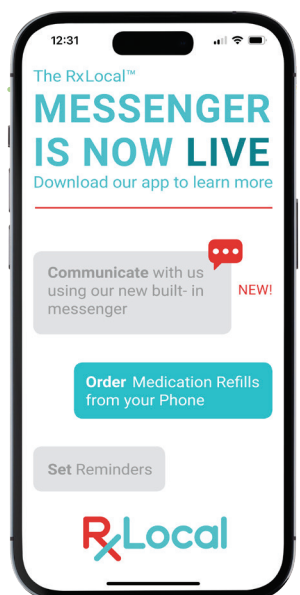 12:31
The RxLocal™
MESSENGER
IS NOW LIVE
Download our app to learn more
Communicate with us
using our new built- in
messenger
NEW!
Order Medication Refills
from your Phone
Set Reminders
RxLocal